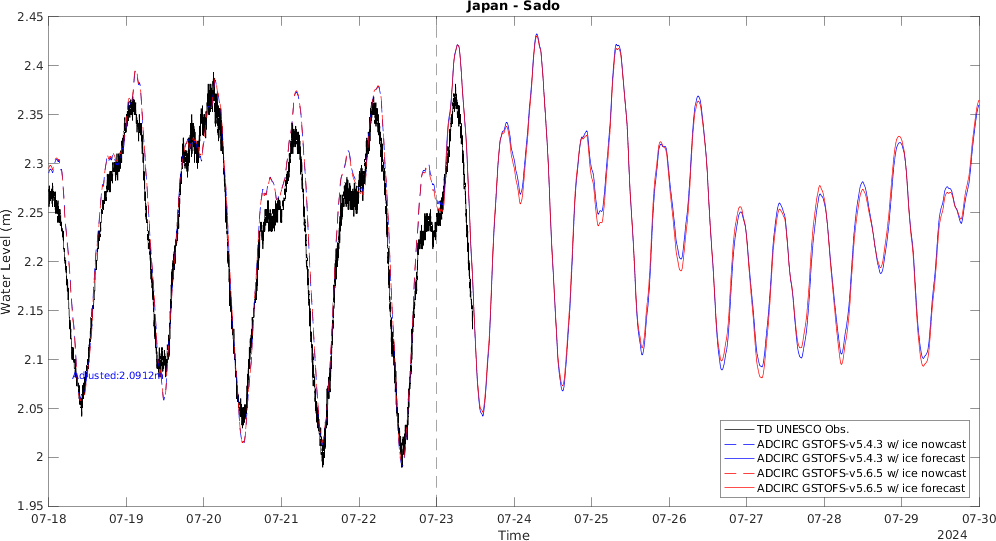 Japan - Sado
Water Level (m)
2.45
2.4
2.35
2.3
2.25
2.2
2.15
2.1
2.05
2
1.95
Adjusted:2.0912m
TD UNESCO Obs.
ADCIRC GSTOFS-v5.4.3 w/ ice nowcast
ADCIRC GSTOFS-v5.4.3 w/ ice forecast
ADCIRC GSTOFS-v5.6.5 w/ ice nowcast
ADCIRC GSTOFS-v5.6.5 w/ ice forecast
07-18 07-19 07-20 07-21 07-22 07-23 07-24 07-25 07-26 07-27 07-28 07-29 07-30
Time
2024